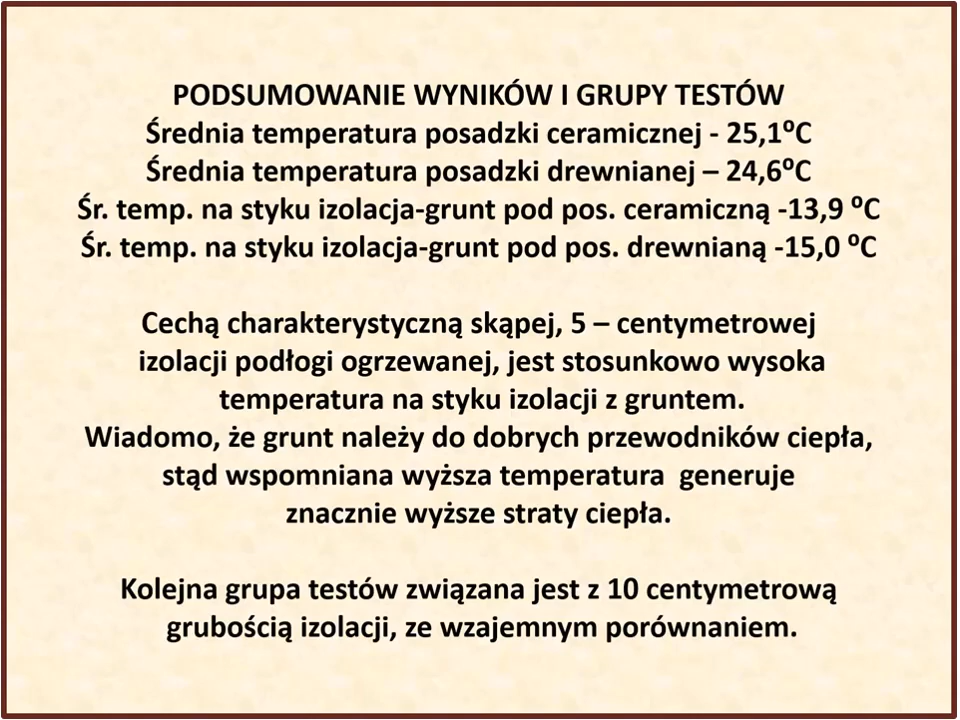 PODSUMOWANIE WYNIKÓW I GRUPY TESTÓW
Średnia temperatura posadzki ceramicznej - 25,1⁰C
Średnia temperatura posadzki drewnianej – 24,6⁰C
Śr. temp. na styku izolacja-grunt pod pos. ceramiczną -13,9 ⁰C
Śr. temp. na styku izolacja-grunt pod pos. drewnianą -15,0 ⁰C
Cechą charakterystyczną skąpej, 5 – centymetrowej
izolacji podłogi ogrzewanej, jest stosunkowo wysoka
temperatura na styku izolacji z gruntem.
Wiadomo, że grunt należy do dobrych przewodników ciepła,
stąd wspomniana wyższa temperatura  generuje
znacznie wyższe straty ciepła.
Kolejna grupa testów związana jest z 10 centymetrową
grubością izolacji, ze wzajemnym porównaniem.